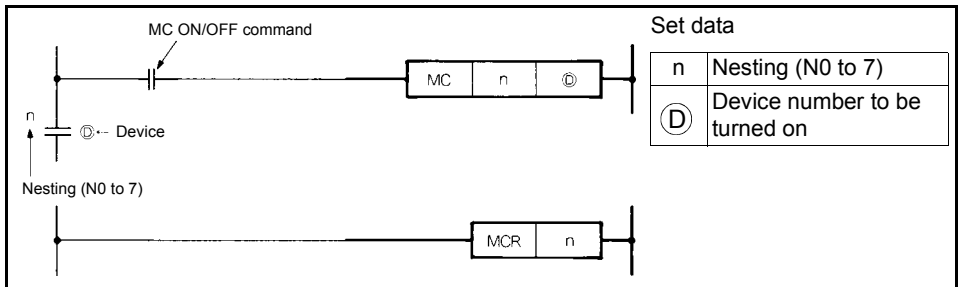 MC ON/OFF command
MC n Ⓓ
n
Ⓓ Device
Nesting (N0 to 7)
MCR n
Set data
n Nesting (N0 to 7)
Ⓓ Device number to be
turned on